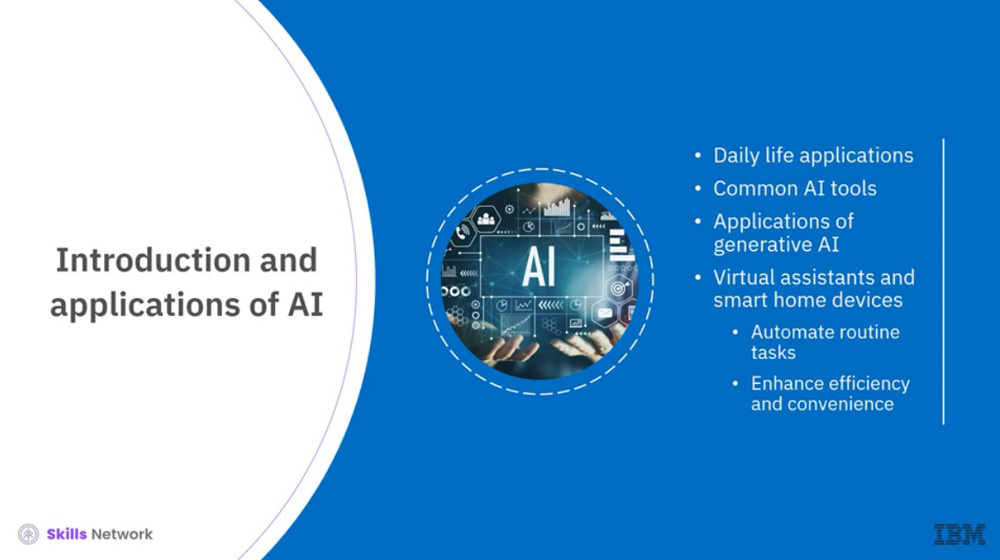 Introduction and
applications of AI
AI
• Daily life applications
• Common AI tools
• Applications of
generative AI
• Virtual assistants and
smart home devices
• Automate routine
tasks
• Enhance efficiency
and convenience
Skills Network
IBM